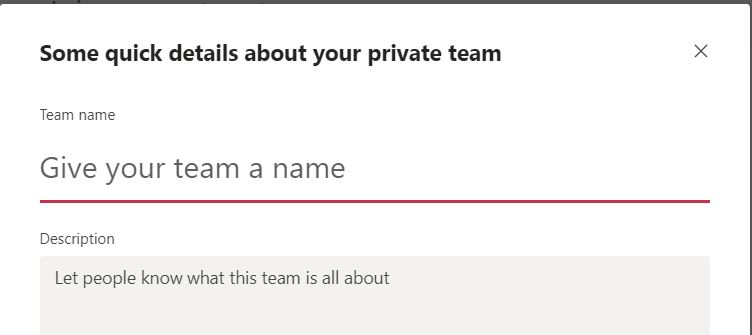 Some quick details about your private team
Team name
Give your team a name
Description
Let people know what this team is all about